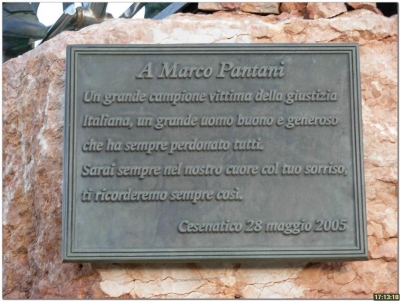 A Marco Pantani
Un grande campione vittima della giustizia
Italiana, un grande uomo buono e generoso
che ha sempre perdonato tutti.
Sarai sempre nel nostro cuore col tuo sorriso,
ti ricorderemo sempre così.
Cesenatico 28 maggio 2005
17:13:18